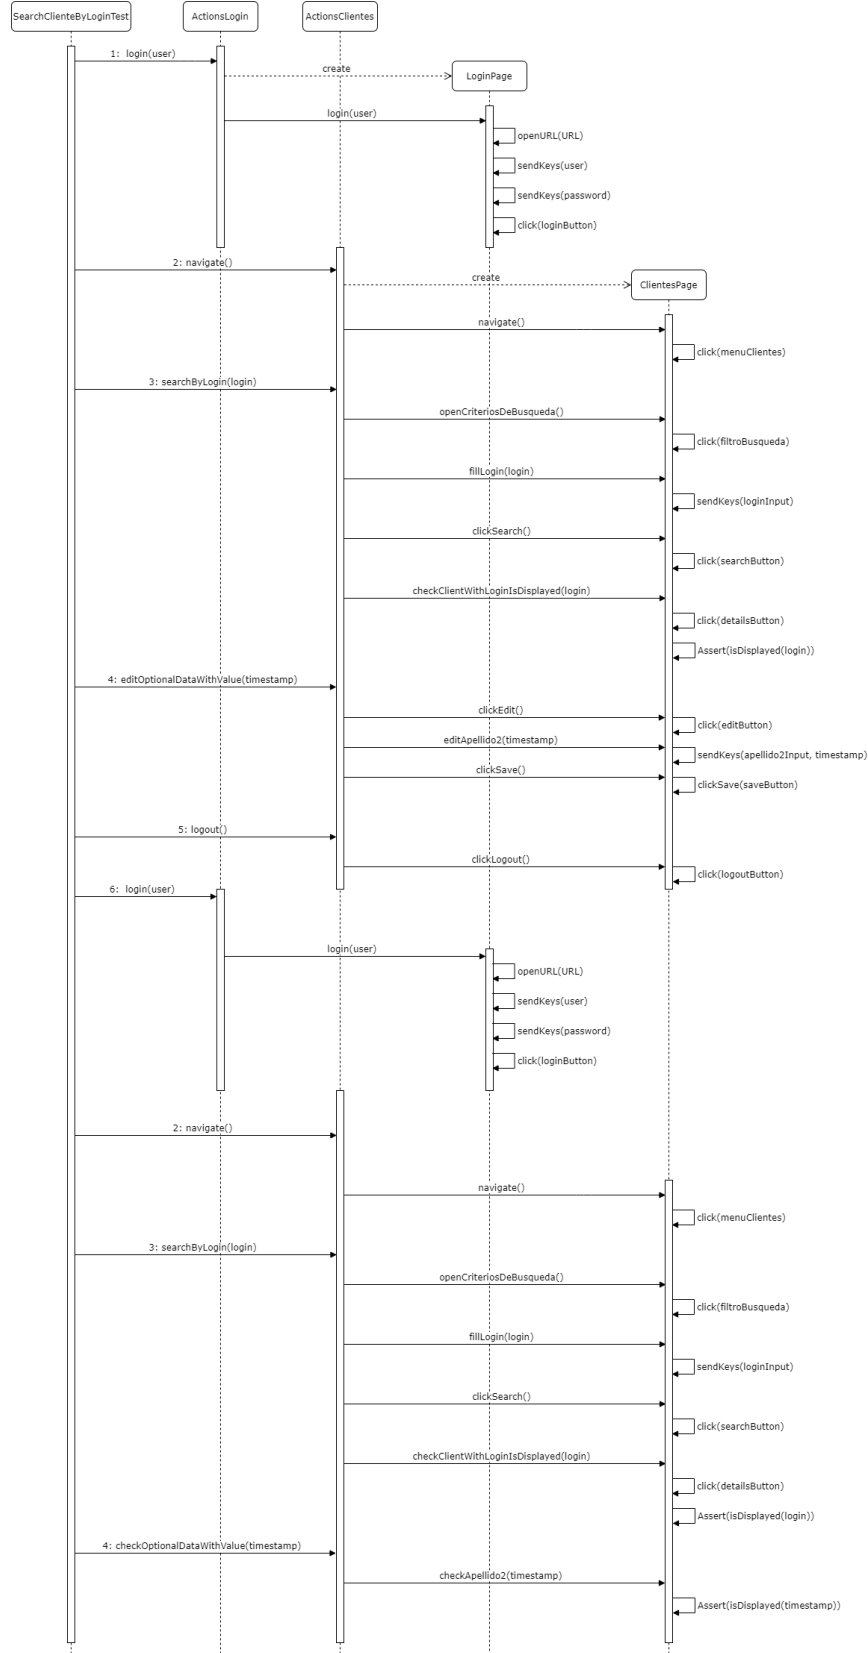 SearchClienteByLoginTest
ActionsLogin
ActionsClientes
1: login(user)
create
LoginPage
login(user)
openURL(URL)
sendKeys(user)
sendKeys(password)
click(loginButton)
2: navigate()
create
ClientesPage
navigate()
click(menuClientes)
3: searchByLogin(login)
openCriteriosDeBusqueda()
click(filtroBusqueda)
fillLogin(login)
sendKeys(loginInput)
clickSearch()
click(searchButton)
checkClientWithLoginIsDisplayed(login)
click(detailsButton)
Assert(isDisplayed(login))
4: editOptionalDataWithValue(timestamp)
clickEdit()
click(editButton)
editApellido2(timestamp)
sendKeys(apellido2Input, timestamp)
clickSave()
clickSave(saveButton)
5: logout()
clickLogout()
click(logoutButton)
6: login(user)
login(user)
openURL(URL)
sendKeys(user)
sendKeys(password)
click(loginButton)
2: navigate()
navigate()
click(menuClientes)
3: searchByLogin(login)
openCriteriosDeBusqueda()
click(filtroBusqueda)
fillLogin(login)
sendKeys(loginInput)
clickSearch()
click(searchButton)
checkClientWithLoginIsDisplayed(login)
click(detailsButton)
Assert(isDisplayed(login))
4: checkOptionalDataWithValue(timestamp)
checkApellido2(timestamp)
Assert(isDisplayed(timestamp))